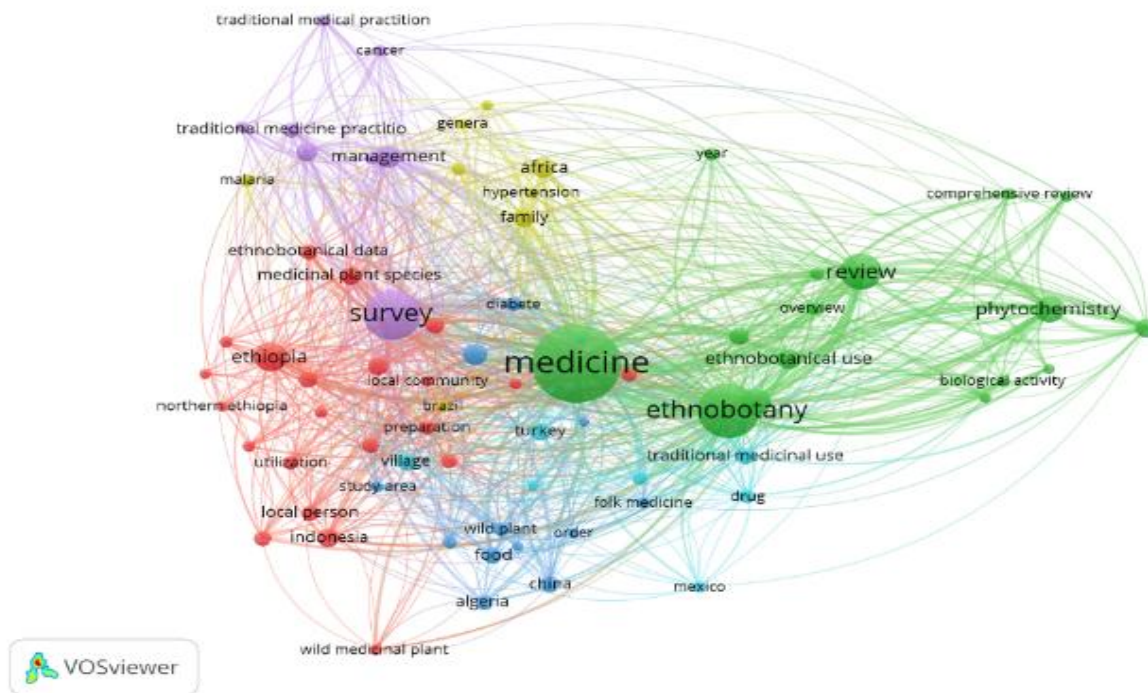 traditional medical practition
cancer
genera
traditional medicine practitio
management
year
malaria
africa
hypertension
comprehensive review
family
ethnobotanical data
medicinal plant species
review
diabete
overview
survey
phytochemistry
ethiopia
medicine
ethnobotanical use
local community
biological activity
northern ethiopia
brazil
ethnobotany
preparation
turkey
utilization
village
traditional medicinal use
study area
folk medicine
drug
local person
wild plant
order
indonesia
food
china
mexico
algeria
wild medicinal plant
VOSviewer